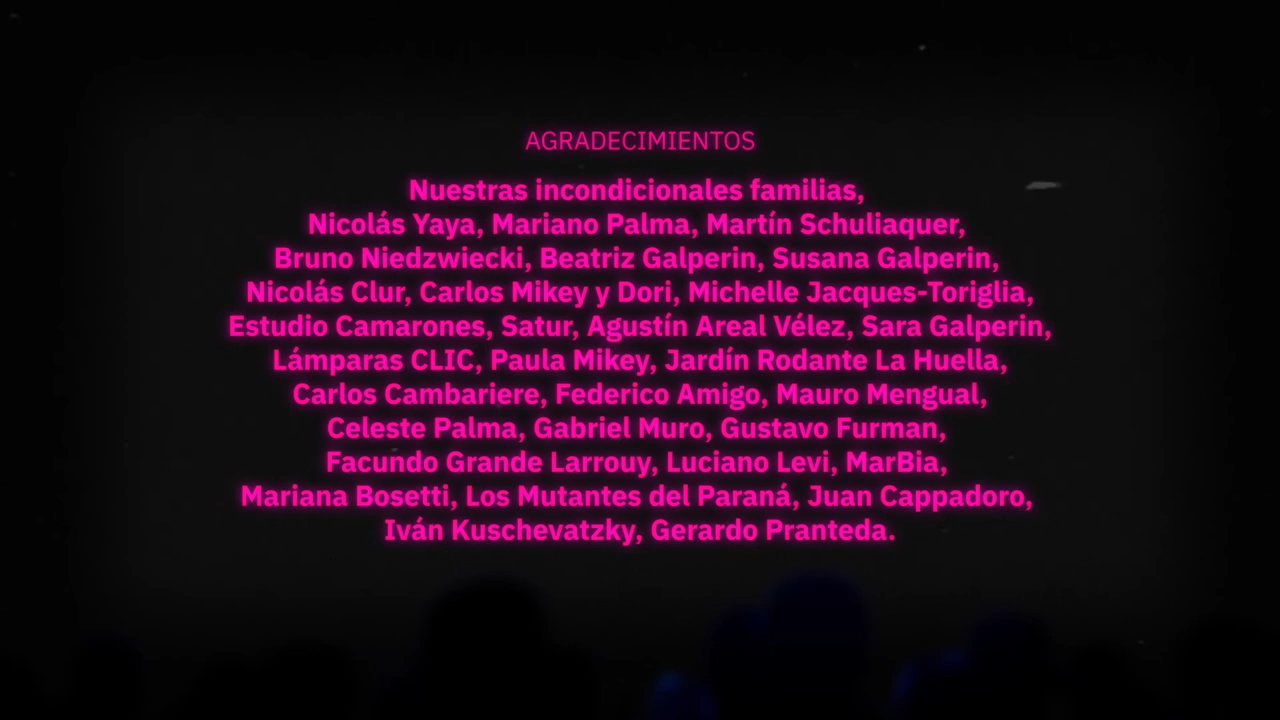 AGRADECIMIENTOS
Nuestras incondicionales familias,
Nicolás Yaya, Mariano Palma, Martín Schuliaquer,
Bruno Niedzwiecki, Beatriz Galperin, Susana Galperin,
Nicolás Clur, Carlos Mikey y Dori, Michelle Jacques-Toriglia,
Estudio Camarones, Satur, Agustín Areal Vélez, Sara Galperin,
Lámparas CLIC, Paula Mikey, Jardín Rodante La Huella,
Carlos Cambariere, Federico Amigo, Mauro Mengual,
Celeste Palma, Gabriel Muro, Gustavo Furman,
Facundo Grande Larrouy, Luciano Levi, MarBia,
Mariana Bosetti, Los Mutantes del Paraná, Juan Cappadoro,
Iván Kuschevatzky, Gerardo Pranteda.